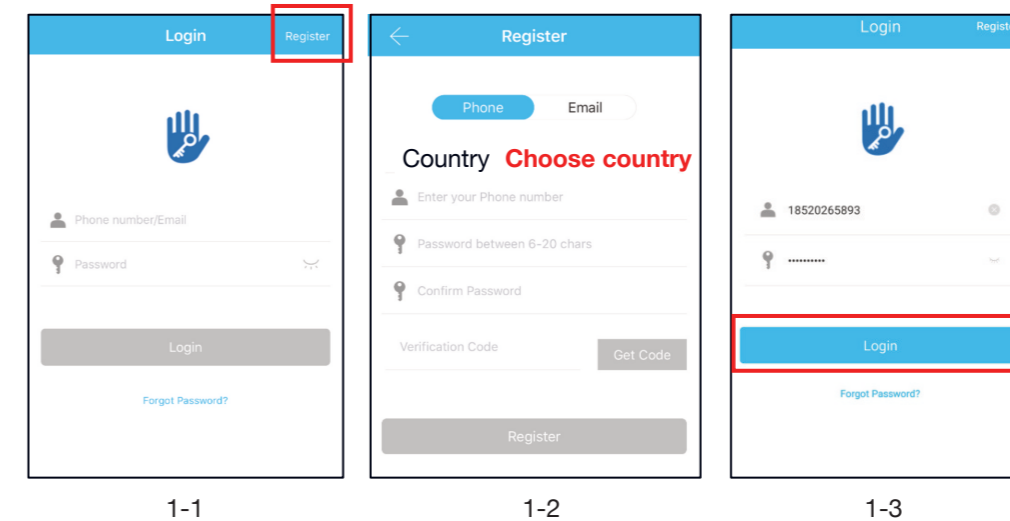 Login Register
Phone number/Email
Password
Login
Forgot Password?
1-1
Register
Phone Email
Country Choose country
Enter your Phone number
Password between 6-20 chars
Confirm Password
Verification Code Get Code
Register
1-2
Login Registe
18520265893
••••••••••
Login
Forgot Password?
1-3